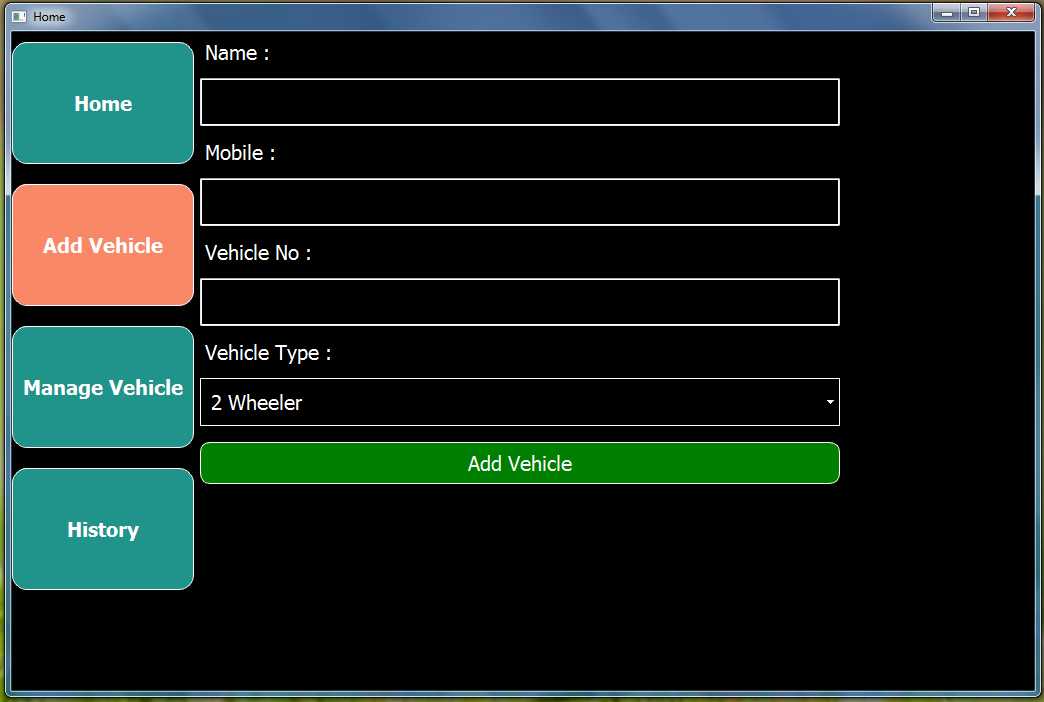 Home
Home
Add Vehicle
Manage Vehicle
History
Name :
Mobile :
Vehicle No :
Vehicle Type :
2 Wheeler
Add Vehicle